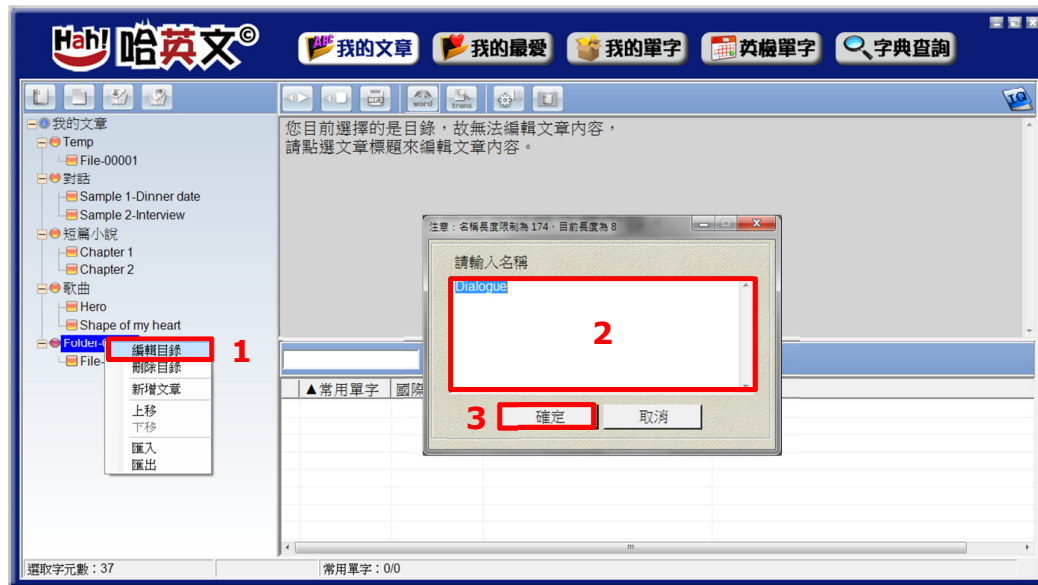 Hah! 哈英文©
ABC 我的文章
我的最愛
我的單字
英檢單字
字典查詢
MP3
word
trans
IQ
我的文章
Temp
File-00001
對話
Sample 1-Dinner date
Sample 2-Interview
短篇小說
Chapter 1
Chapter 2
歌曲
Hero
Shape of my heart
Folder-
File-
編輯目錄
1
刪除目錄
新增文章
上移
下移
匯入
匯出
您目前選擇的是目錄，故無法編輯文章內容，
請點選文章標題來編輯文章內容。
注意：名稱長度限制為 174，目前長度為 8
請輸入名稱
Dialogue
2
3
確定
取消
▲常用單字
國際
選取字元數：37
常用單字：0/0